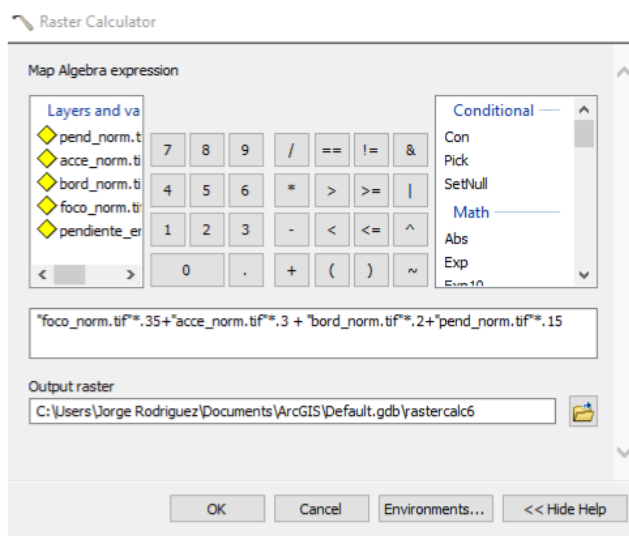 Raster Calculator
Map Algebra expression
Layers and va
pend_norm.t
acce_norm.ti
bord_norm.ti
foco_norm.tif
pendiente_er
7 8 9 / == != &
4 5 6 * > >= |
1 2 3 - < <= ^
0 . + ( ) ~
Conditional
Con
Pick
SetNull
Math
Abs
Exp
Exp10
"foco_norm.tif"*.35+"acce_norm.tif"*.3 + "bord_norm.tif"*.2+"pend_norm.tif"*.15
Output raster
C:\Users\Jorge Rodriguez\Documents\ArcGIS\Default.gdb\rastercalc6
OK Cancel Environments... << Hide Help